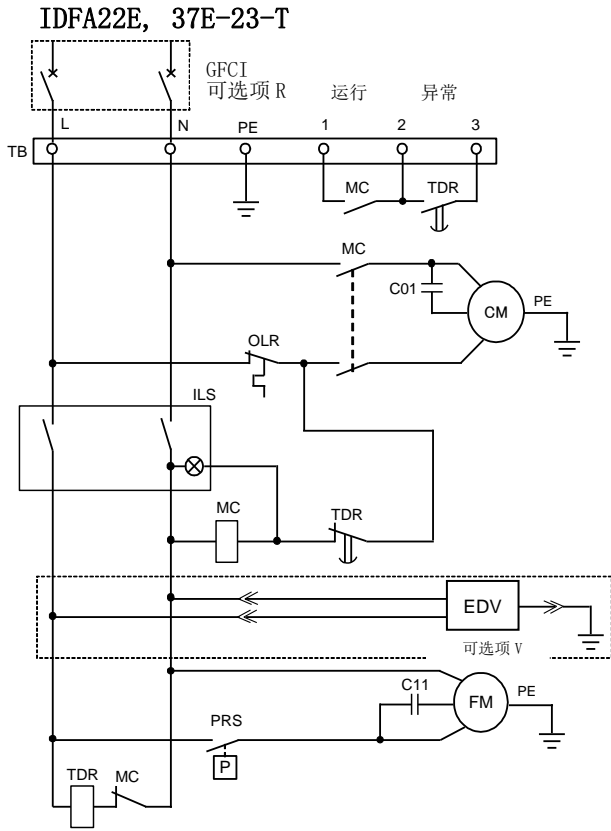 IDFA22E, 37E-23-T
GFCI
可选项 R 运行 异常
L N PE 1 2 3
TB
MC TDR
MC
C01
CM PE
OLR
ILS
MC TDR
EDV
可选项 V
C11
FM PE
PRS
P
TDR MC